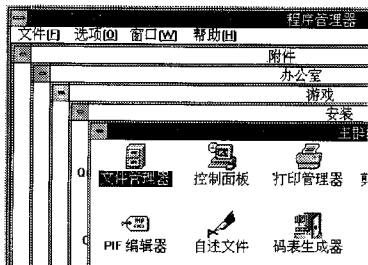 程序管理器
文件(F) 选项(O) 窗口(W) 帮助(H)
附件
办公室
游戏
安装
主群
文件管理器 控制面板 打印管理器 剪
PIF 编辑器 自述文件 码表生成器